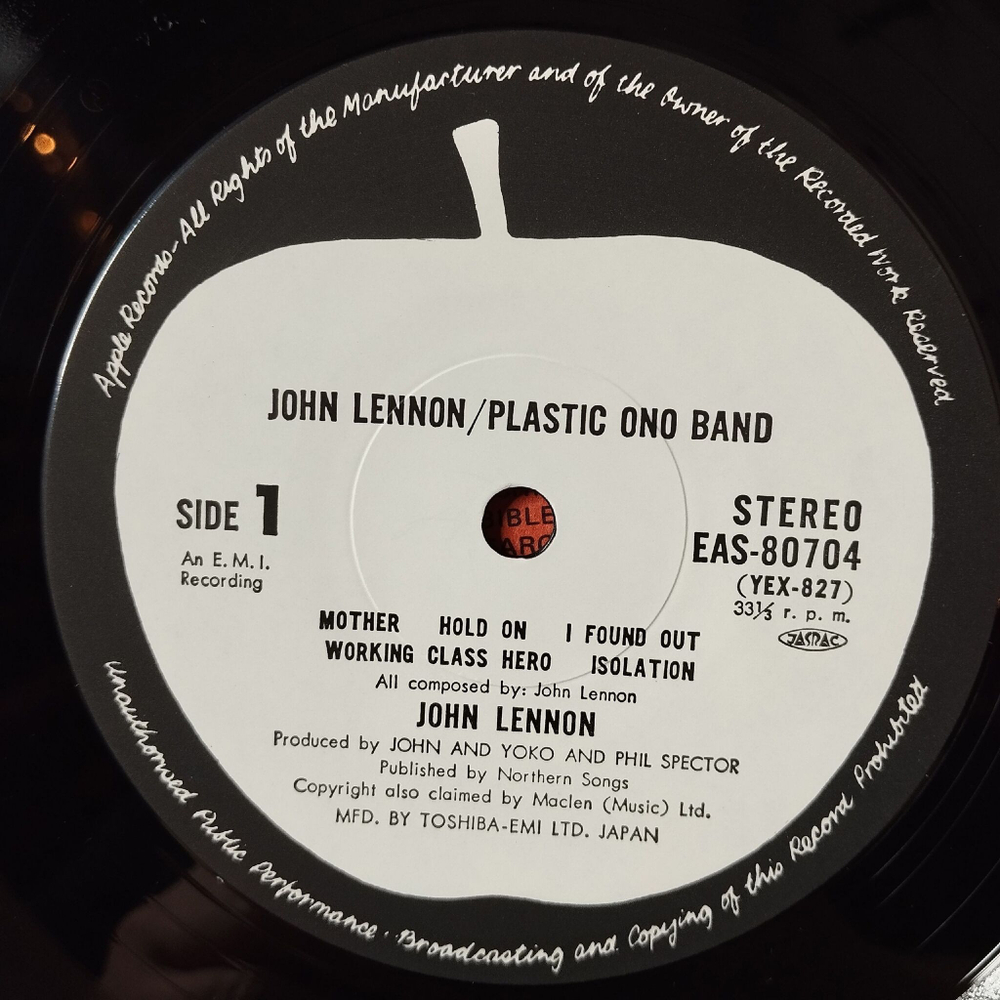 Apple Records-All Rights of the Manufacturer and of the Owner of the Recorded Work Reserved
JOHN LENNON/PLASTIC ONO BAND
SIDE 1
An E. M. I.
Recording
STEREO
EAS-80704
(YEX-827)
33⅓ r. p. m.
JASRAC
MOTHER HOLD ON I FOUND OUT
WORKING CLASS HERO ISOLATION
All composed by: John Lennon
JOHN LENNON
Produced by JOHN AND YOKO AND PHIL SPECTOR
Published by Northern Songs
Copyright also claimed by Maclen (Music) Ltd.
MFD. BY TOSHIBA-EMI LTD. JAPAN
Unauthorised Public Performance · Broadcasting and Copying of this Record Prohibited